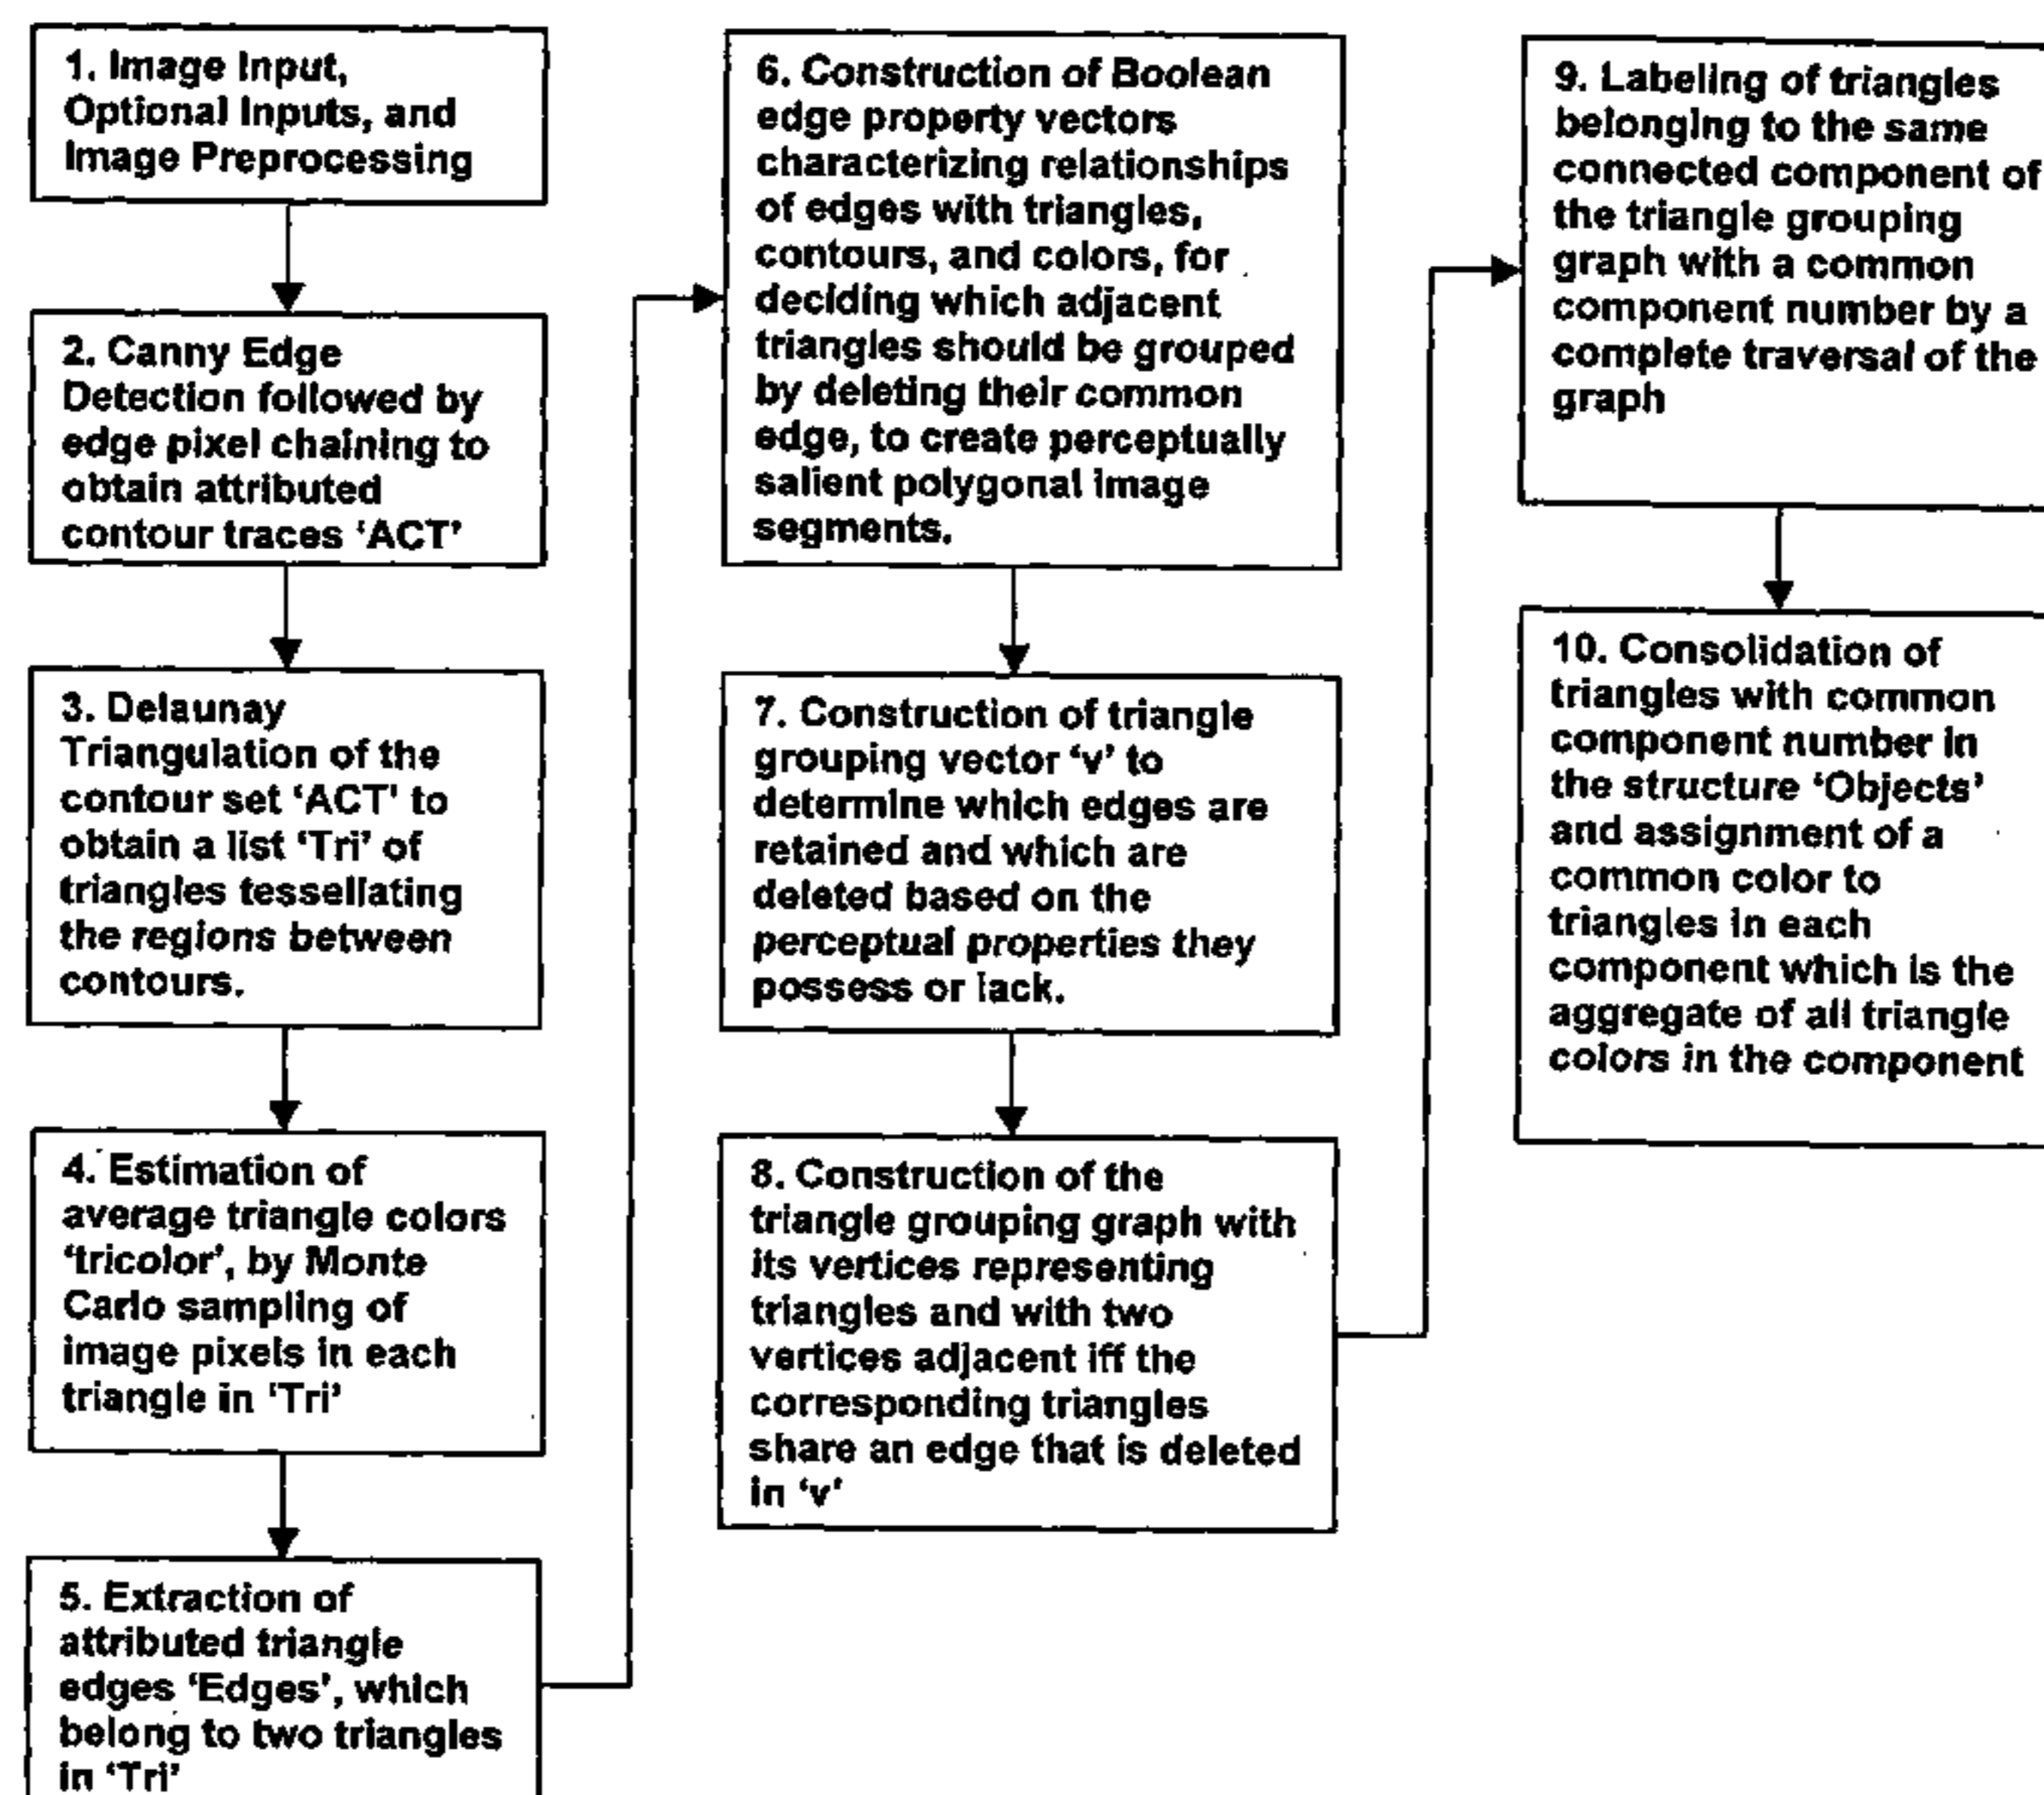 1. Image Input,
Optional Inputs, and
Image Preprocessing
2. Canny Edge
Detection followed by
edge pixel chaining to
obtain attributed
contour traces ‘ACT’
3. Delaunay
Triangulation of the
contour set ‘ACT’ to
obtain a list ‘Tri’ of
triangles tessellating
the regions between
contours.
4. Estimation of
average triangle colors
‘tricolor’, by Monte
Carlo sampling of
image pixels in each
triangle in ‘Tri’
5. Extraction of
attributed triangle
edges ‘Edges’, which
belong to two triangles
in ‘Tri’
6. Construction of Boolean
edge property vectors
characterizing relationships
of edges with triangles,
contours, and colors, for
deciding which adjacent
triangles should be grouped
by deleting their common
edge, to create perceptually
salient polygonal image
segments.
7. Construction of triangle
grouping vector ‘v’ to
determine which edges are
retained and which are
deleted based on the
perceptual properties they
possess or lack.
8. Construction of the
triangle grouping graph with
its vertices representing
triangles and with two
vertices adjacent iff the
corresponding triangles
share an edge that is deleted
in ‘v’
9. Labeling of triangles
belonging to the same
connected component of
the triangle grouping
graph with a common
component number by a
complete traversal of the
graph
10. Consolidation of
triangles with common
component number in
the structure ‘Objects’
and assignment of a
common color to
triangles in each
component which is the
aggregate of all triangle
colors in the component